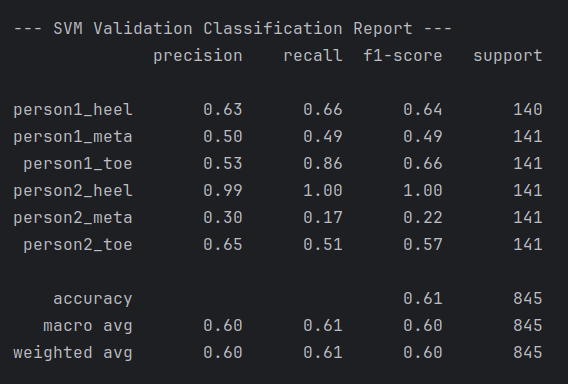 --- SVM Validation Classification Report ---
              precision    recall  f1-score   support
person1_heel       0.63      0.66      0.64       140
person1_meta       0.50      0.49      0.49       141
 person1_toe       0.53      0.86      0.66       141
person2_heel       0.99      1.00      1.00       141
person2_meta       0.30      0.17      0.22       141
 person2_toe       0.65      0.51      0.57       141
    accuracy                           0.61       845
   macro avg       0.60      0.61      0.60       845
weighted avg       0.60      0.61      0.60       845